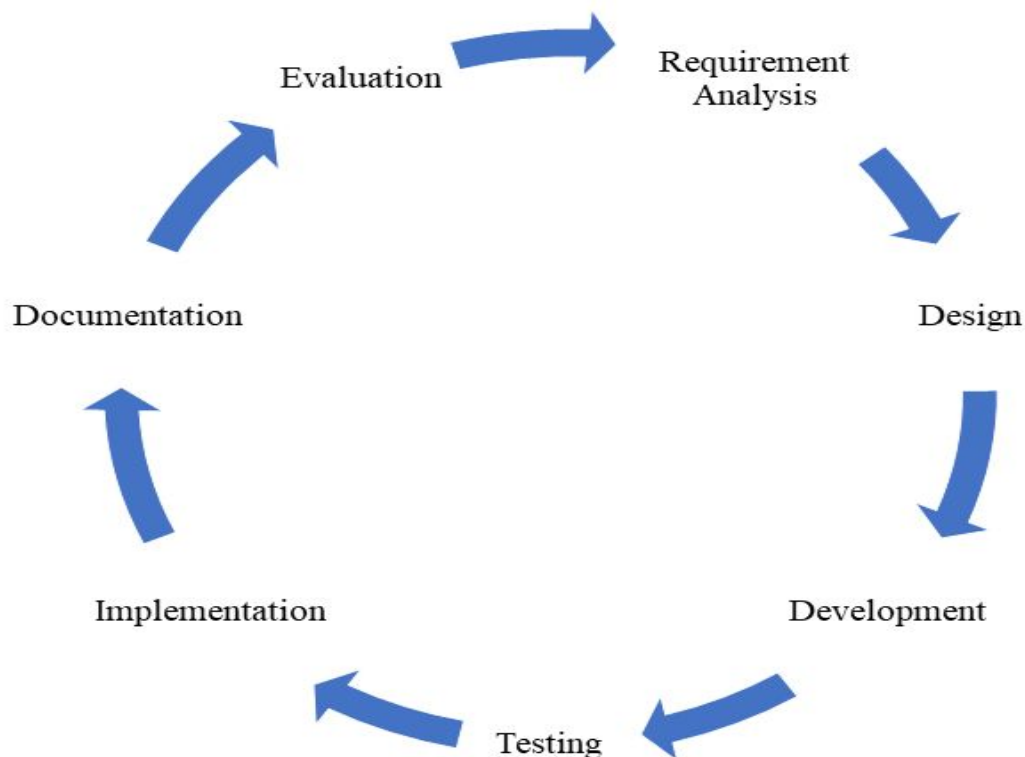 Evaluation
Requirement
Analysis
Design
Development
Testing
Implementation
Documentation